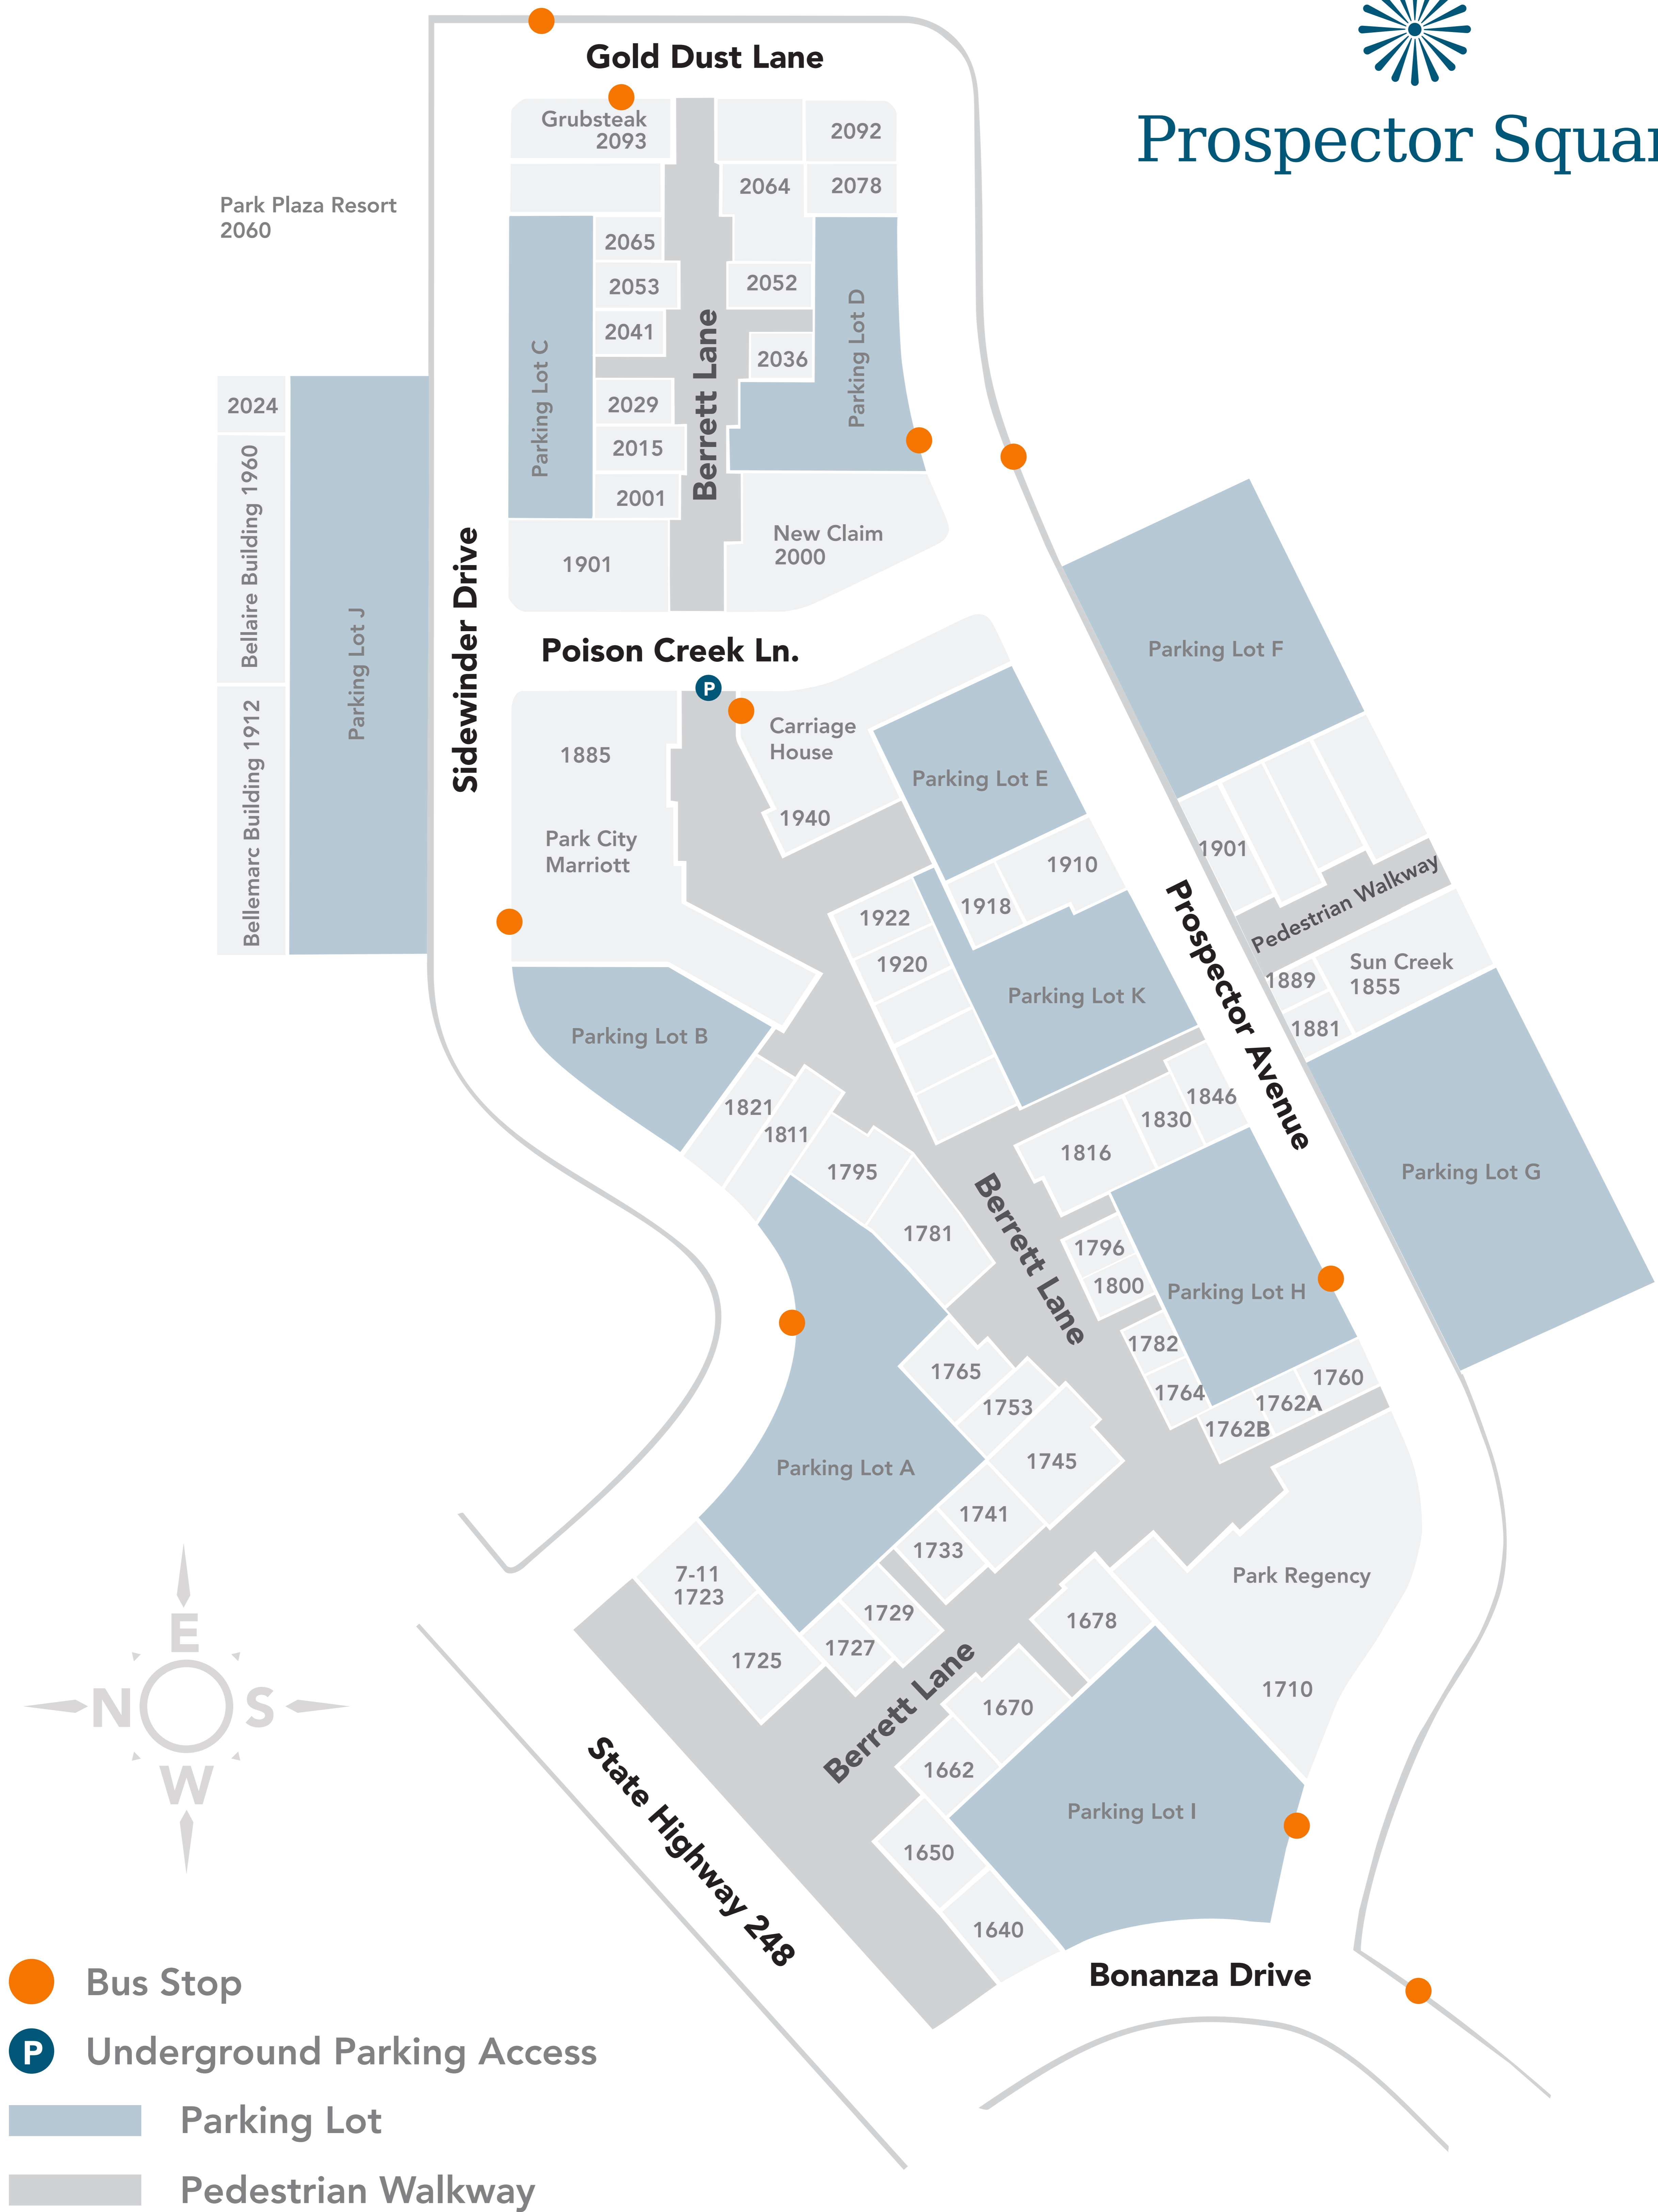 Gold Dust Lane
Prospector Squar
Grubsteak
2093
2092
2064
2078
Park Plaza Resort
2060
2065
2053
2052
2041
2036
Parking Lot C
Parking Lot D
Berrett Lane
2029
2024
2015
2001
Bellaire Building 1960
New Claim
2000
1901
Parking Lot J
Sidewinder Drive
Poison Creek Ln.
Parking Lot F
P
Carriage
House
1885
Parking Lot E
1940
Park City
Marriott
Bellemarc Building 1912
1901
1910
1918
1922
1920
Pedestrian Walkway
Prospector Avenue
1889
Sun Creek
1855
1881
Parking Lot K
Parking Lot B
1821
1811
1846
1830
1816
1795
1781
Parking Lot G
Berrett Lane
1796
1800
Parking Lot H
1782
1764
1760
1762A
1762B
1765
1753
1745
Parking Lot A
1741
1733
7-11
1723
1729
1727
1725
Park Regency
1678
1710
1670
1662
Berrett Lane
Parking Lot I
1650
1640
State Highway 248
Bonanza Drive
E
N
S
W
Bus Stop
P
Underground Parking Access
Parking Lot
Pedestrian Walkway